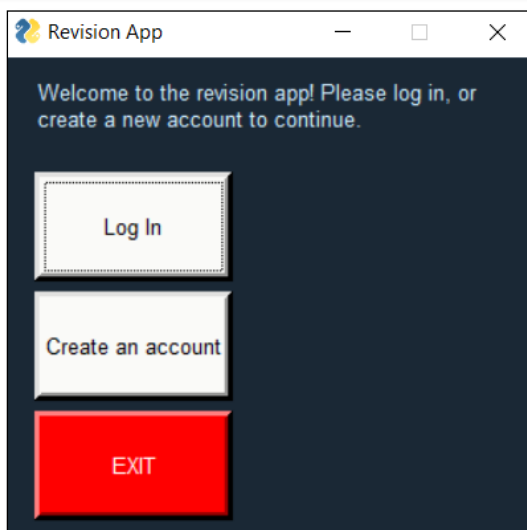 Revision App
Welcome to the revision app! Please log in, or
create a new account to continue.
Log In
Create an account
EXIT